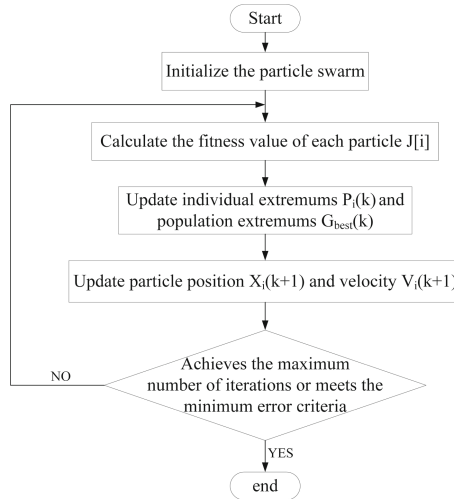 Start
Initialize the particle swarm
Calculate the fitness value of each particle J[i]
Update individual extremums Pi(k) and
population extremums Gbest(k)
Update particle position Xi(k+1) and velocity Vi(k+1)
Achieves the maximum
number of iterations or meets the
minimum error criteria
NO
YES
end